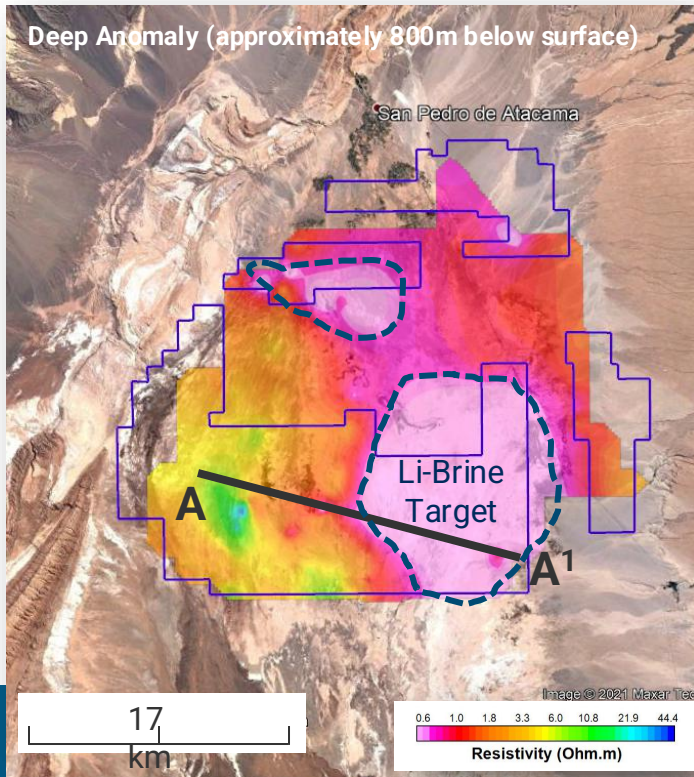 Deep Anomaly (approximately 800m below surface)
San Pedro de Atacama
Li-Brine
Target
A
A¹
Image © 2021 Maxar Tec
17
km
0.6 1.0 1.8 3.3 6.0 10.8 21.9 44.4
Resistivity (Ohm.m)